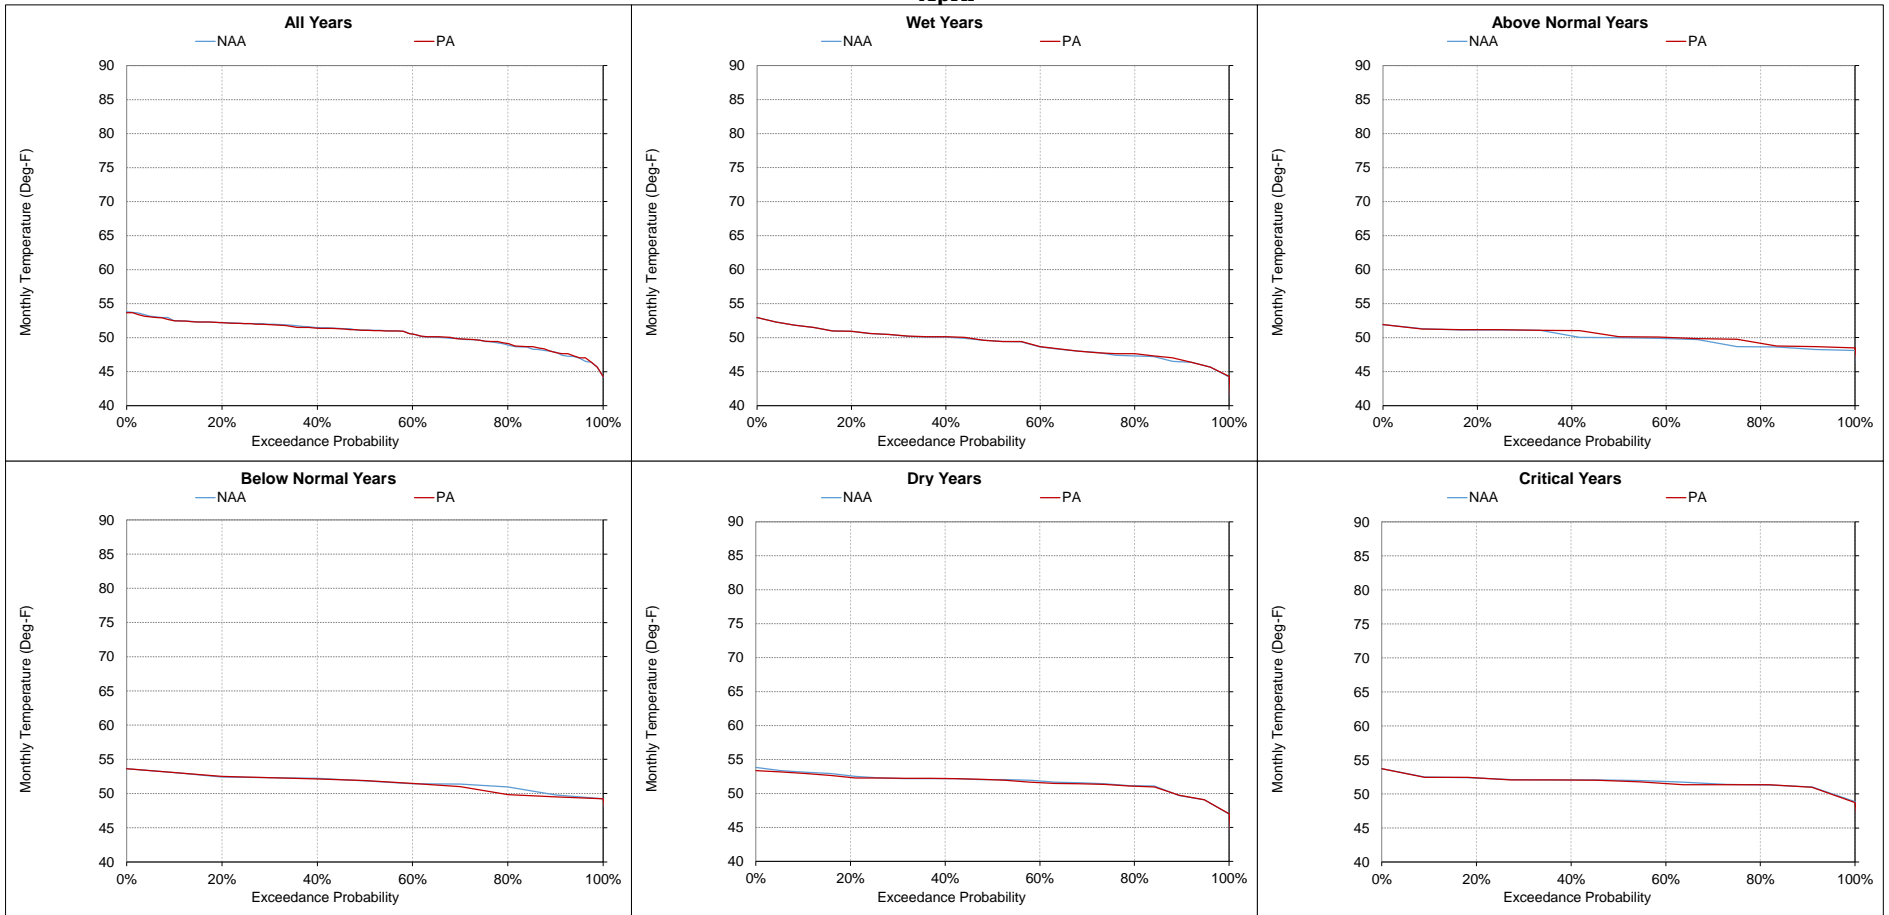 All Years
NAA PA
90
85
80
75
70
65
60
55
50
45
40
Monthly Temperature (Deg-F)
0% 20% 40% 60% 80% 100%
Exceedance Probability
Wet Years
NAA PA
90
85
80
75
70
65
60
55
50
45
40
Monthly Temperature (Deg-F)
0% 20% 40% 60% 80% 100%
Exceedance Probability
Above Normal Years
NAA PA
90
85
80
75
70
65
60
55
50
45
40
Monthly Temperature (Deg-F)
0% 20% 40% 60% 80% 100%
Exceedance Probability
Below Normal Years
NAA PA
90
85
80
75
70
65
60
55
50
45
40
Monthly Temperature (Deg-F)
0% 20% 40% 60% 80% 100%
Exceedance Probability
Dry Years
NAA PA
90
85
80
75
70
65
60
55
50
45
40
Monthly Temperature (Deg-F)
0% 20% 40% 60% 80% 100%
Exceedance Probability
Critical Years
NAA PA
90
85
80
75
70
65
60
55
50
45
40
Monthly Temperature (Deg-F)
0% 20% 40% 60% 80% 100%
Exceedance Probability